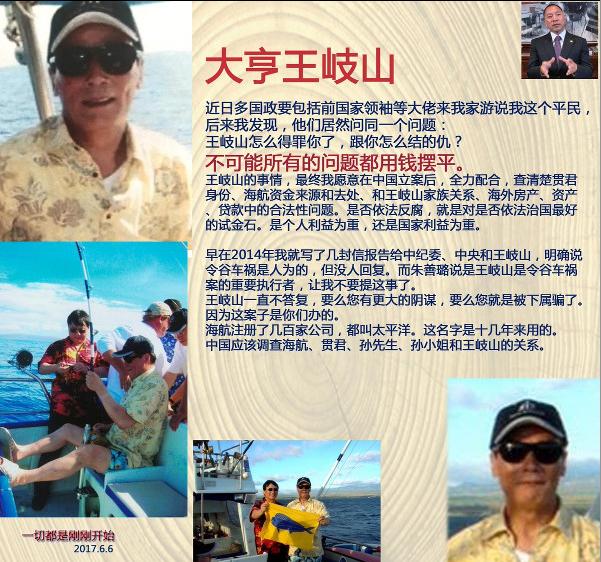 大亨王岐山
近日多国政要包括前国家领袖等大佬来我家游说我这个平民，
后来我发现，他们居然问同一个问题：
王岐山怎么得罪你了，跟你怎么结的仇？
不可能所有的问题都用钱摆平。
王岐山的事情，最终我愿意在中国立案后，全力配合，查清楚贯君
身份、海航资金来源和去处、和王岐山家族关系、海外房产、资产
、贷款中的合法性问题。是否依法反腐，就是对是否依法治国最好
的试金石。是个人利益为重，还是国家利益为重。
早在2014年我就写了几封信报告给中纪委、中央和王岐山，明确说
令谷车祸是人为的，但没人回复。而朱善璐说是王岐山是令谷车祸
案的重要执行者，让我不要提这事了。
王岐山一直不答复，要么您有更大的阴谋，要么您就是被下属骗了。
因为这案子是你们办的。
海航注册了几百家公司，都叫太平洋。这名字是十几年来用的。
中国应该调查海航、贯君、孙先生、孙小姐和王岐山的关系。
一切都是刚刚开始
2017.6.6